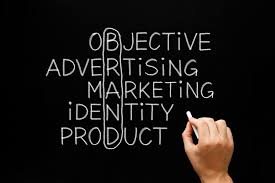 OBJECTIVE
ADVERTISING
MARKETING
iDENTITY
PRODUCT